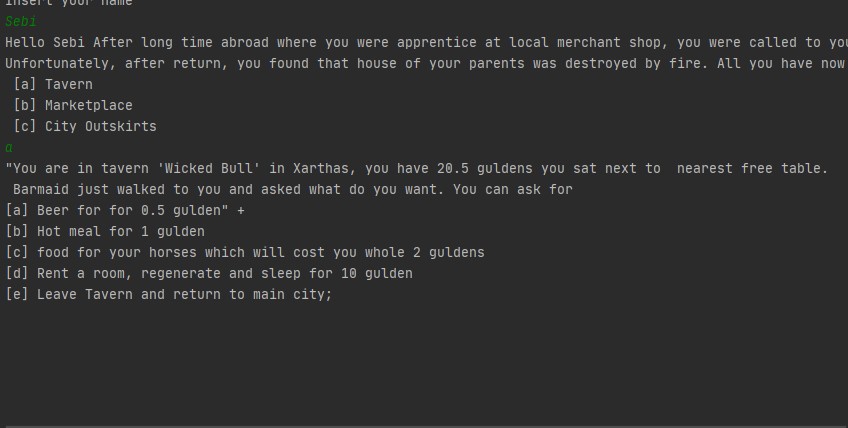 Insert your name
Sebi
Hello Sebi After long time abroad where you were apprentice at local merchant shop, you were called to you
Unfortunately, after return, you found that house of your parents was destroyed by fire. All you have now
[a] Tavern
[b] Marketplace
[c] City Outskirts
a
"You are in tavern 'Wicked Bull' in Xarthas, you have 20.5 guldens you sat next to  nearest free table.
Barmaid just walked to you and asked what do you want. You can ask for
[a] Beer for for 0.5 gulden" +
[b] Hot meal for 1 gulden
[c] food for your horses which will cost you whole 2 guldens
[d] Rent a room, regenerate and sleep for 10 gulden
[e] Leave Tavern and return to main city;